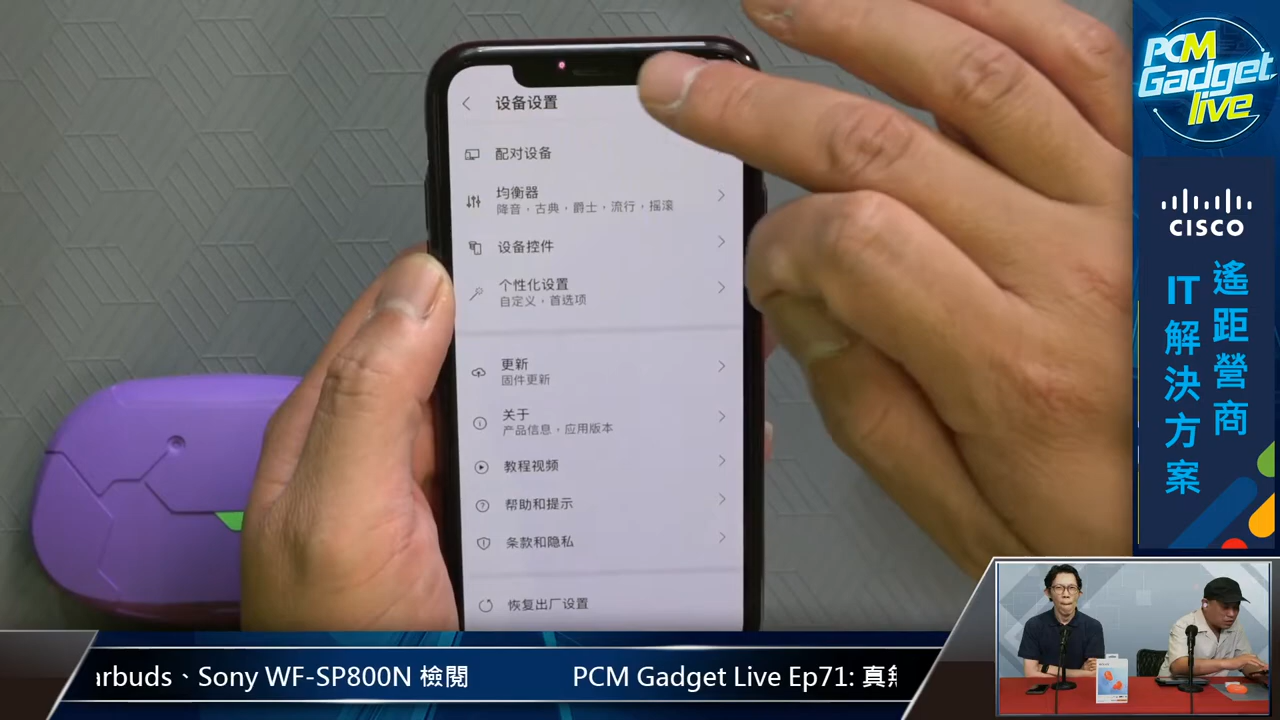 设备设置
配对设备
均衡器
降音，古典，爵士，流行，摇滚
设备控件
个性化设置
自定义，首选项
更新
固件更新
关于
产品信息，应用版本
教程视频
帮助和提示
条款和隐私
恢复出厂设置
PCM
Gadget
live
CISCO
遙距營商
IT解決方案
arbuds、Sony WF-SP800N 檢閱 PCM Gadget Live Ep71: 真